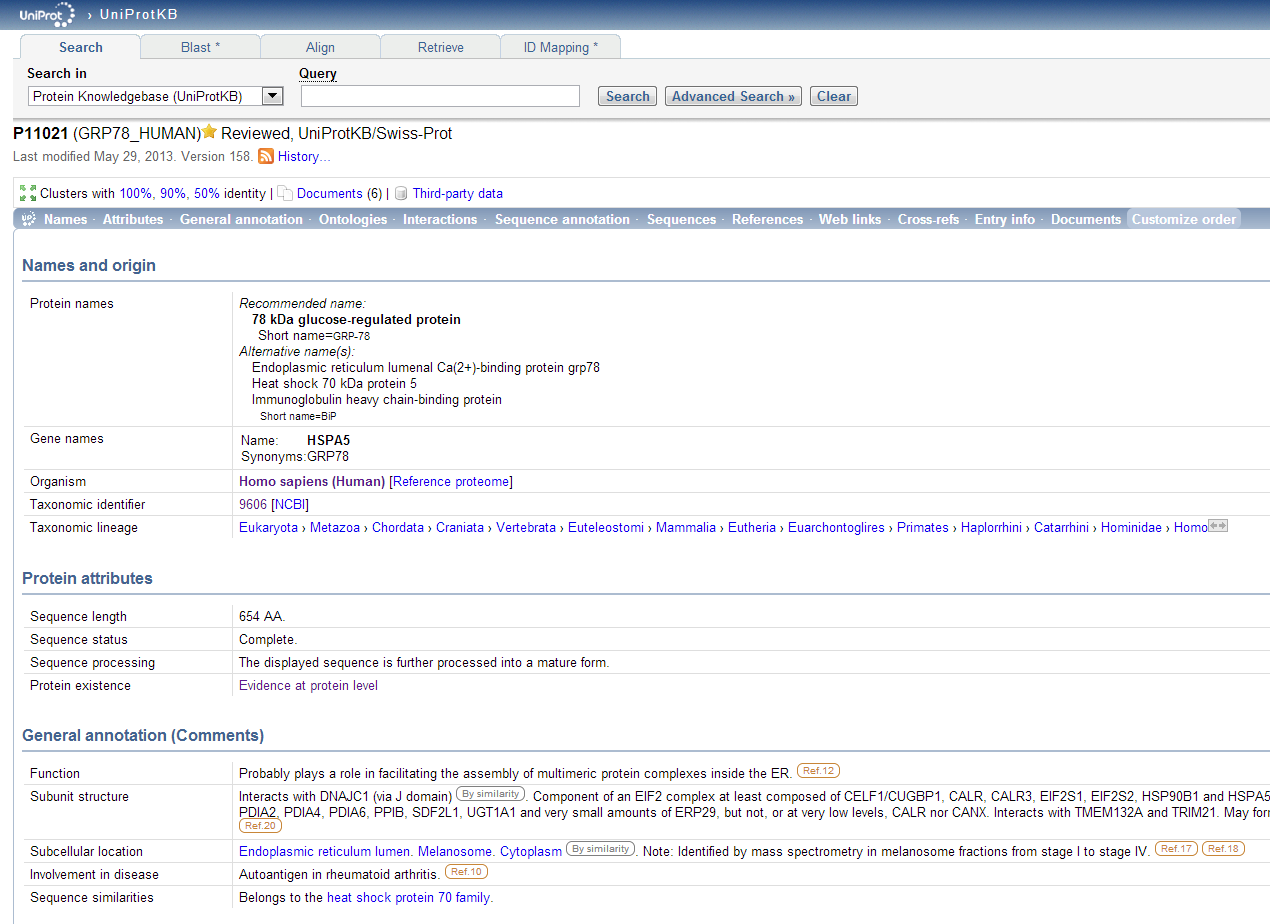 UniProt › UniProtKB
Search Blast * Align Retrieve ID Mapping *
Search in Query
Protein Knowledgebase (UniProtKB) Search Advanced Search » Clear
P11021 (GRP78_HUMAN) Reviewed, UniProtKB/Swiss-Prot
Last modified May 29, 2013. Version 158. History...
Clusters with 100%, 90%, 50% identity | Documents (6) | Third-party data
Names · Attributes · General annotation · Ontologies · Interactions · Sequence annotation · Sequences · References · Web links · Cross-refs · Entry info · Documents Customize order
Names and origin
Protein names Recommended name:
78 kDa glucose-regulated protein
Short name=GRP-78
Alternative name(s):
Endoplasmic reticulum lumenal Ca(2+)-binding protein grp78
Heat shock 70 kDa protein 5
Immunoglobulin heavy chain-binding protein
Short name=BiP
Gene names Name: HSPA5
Synonyms:GRP78
Organism Homo sapiens (Human) [Reference proteome]
Taxonomic identifier 9606 [NCBI]
Taxonomic lineage Eukaryota › Metazoa › Chordata › Craniata › Vertebrata › Euteleostomi › Mammalia › Eutheria › Euarchontoglires › Primates › Haplorrhini › Catarrhini › Hominidae › Homo
Protein attributes
Sequence length 654 AA.
Sequence status Complete.
Sequence processing The displayed sequence is further processed into a mature form.
Protein existence Evidence at protein level
General annotation (Comments)
Function Probably plays a role in facilitating the assembly of multimeric protein complexes inside the ER. Ref.12
Subunit structure Interacts with DNAJC1 (via J domain) By similarity. Component of an EIF2 complex at least composed of CELF1/CUGBP1, CALR, CALR3, EIF2S1, EIF2S2, HSP90B1 and HSPA5
PDIA2, PDIA4, PDIA6, PPIB, SDF2L1, UGT1A1 and very small amounts of ERP29, but not, or at very low levels, CALR nor CANX. Interacts with TMEM132A and TRIM21. May for
Ref.20
Subcellular location Endoplasmic reticulum lumen. Melanosome. Cytoplasm By similarity. Note: Identified by mass spectrometry in melanosome fractions from stage I to stage IV. Ref.17 Ref.18
Involvement in disease Autoantigen in rheumatoid arthritis. Ref.10
Sequence similarities Belongs to the heat shock protein 70 family.